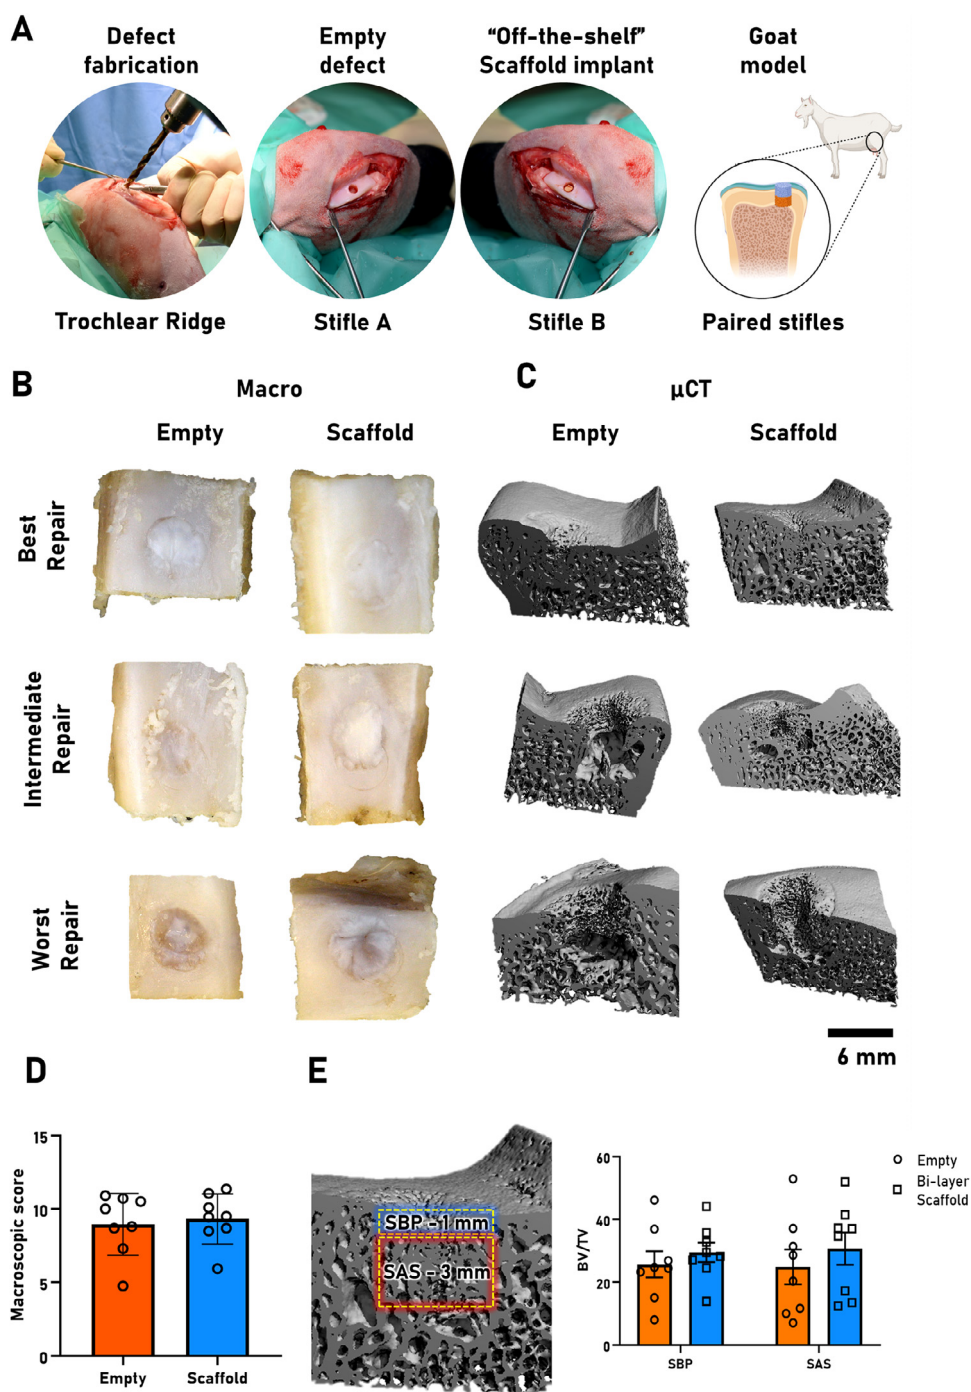 A
Defect
fabrication
Empty
defect
“Off-the-shelf”
Scaffold implant
Goat
model
Trochlear Ridge
Stifle A
Stifle B
Paired stifles
B
Macro
Empty
Scaffold
C
µCT
Empty
Scaffold
Best
Repair
Intermediate
Repair
Worst
Repair
6 mm
D
Macroscopic score
15
10
5
0
Empty
Scaffold
E
SBP - 1 mm
SAS - 3 mm
BV/TV
60
40
20
0
SBP
SAS
Empty
Bi-layer
Scaffold